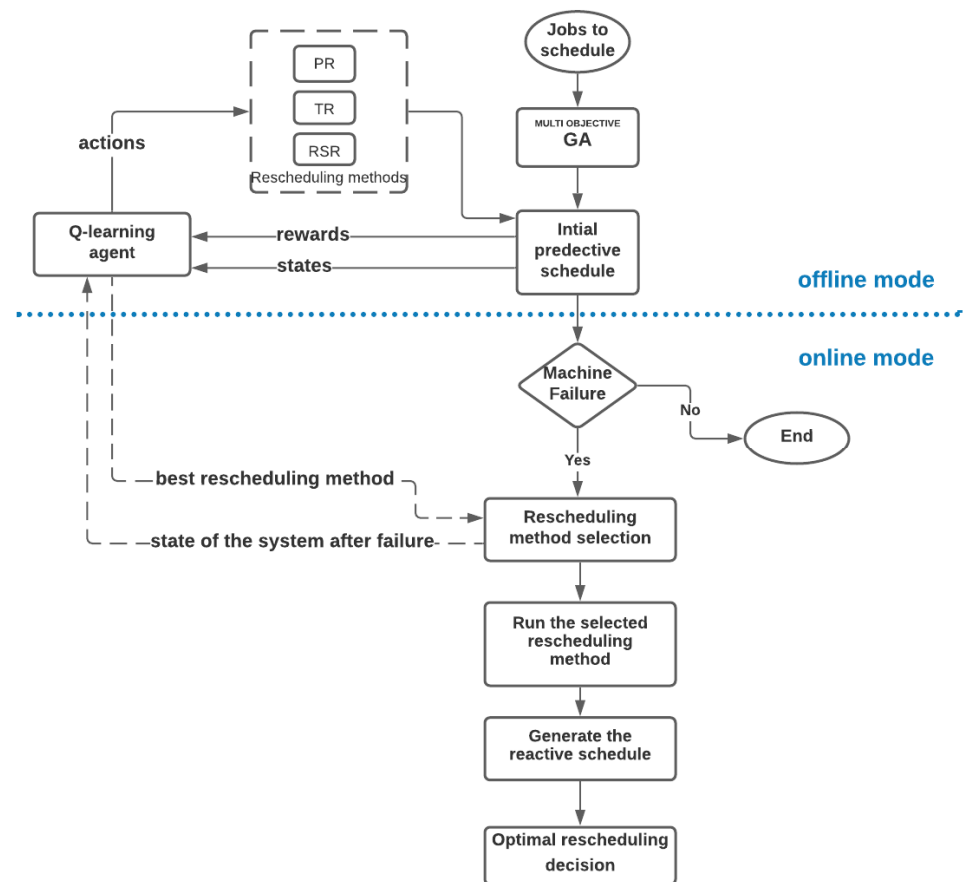 Jobs to
schedule
PR
TR
RSR
Rescheduling methods
MULTI OBJECTIVE
GA
actions
Q-learning
agent
rewards
states
Intial
predective
schedule
offline mode
online mode
Machine
Failure
No
End
Yes
best rescheduling method
state of the system after failure
Rescheduling
method selection
Run the selected
rescheduling
method
Generate the
reactive schedule
Optimal rescheduling
decision